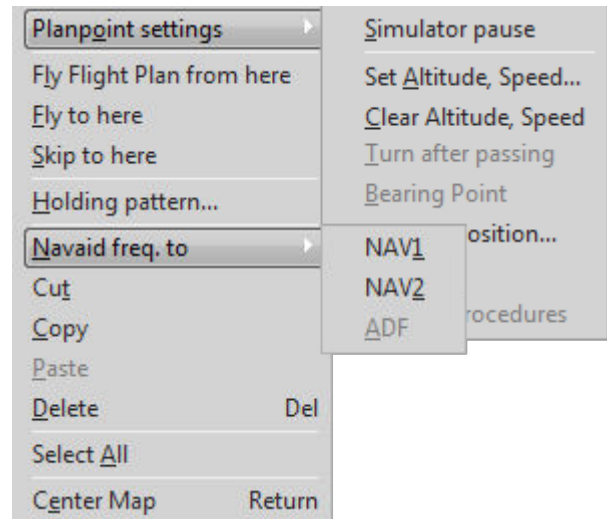 Planpoint settings
Fly Flight Plan from here
Fly to here
Skip to here
Holding pattern...
Navaid freq. to
Cut
Copy
Paste
Delete Del
Select All
Center Map Return
Simulator pause
Set Altitude, Speed...
Clear Altitude, Speed
Turn after passing
Bearing Point
NAV1
NAV2
ADF